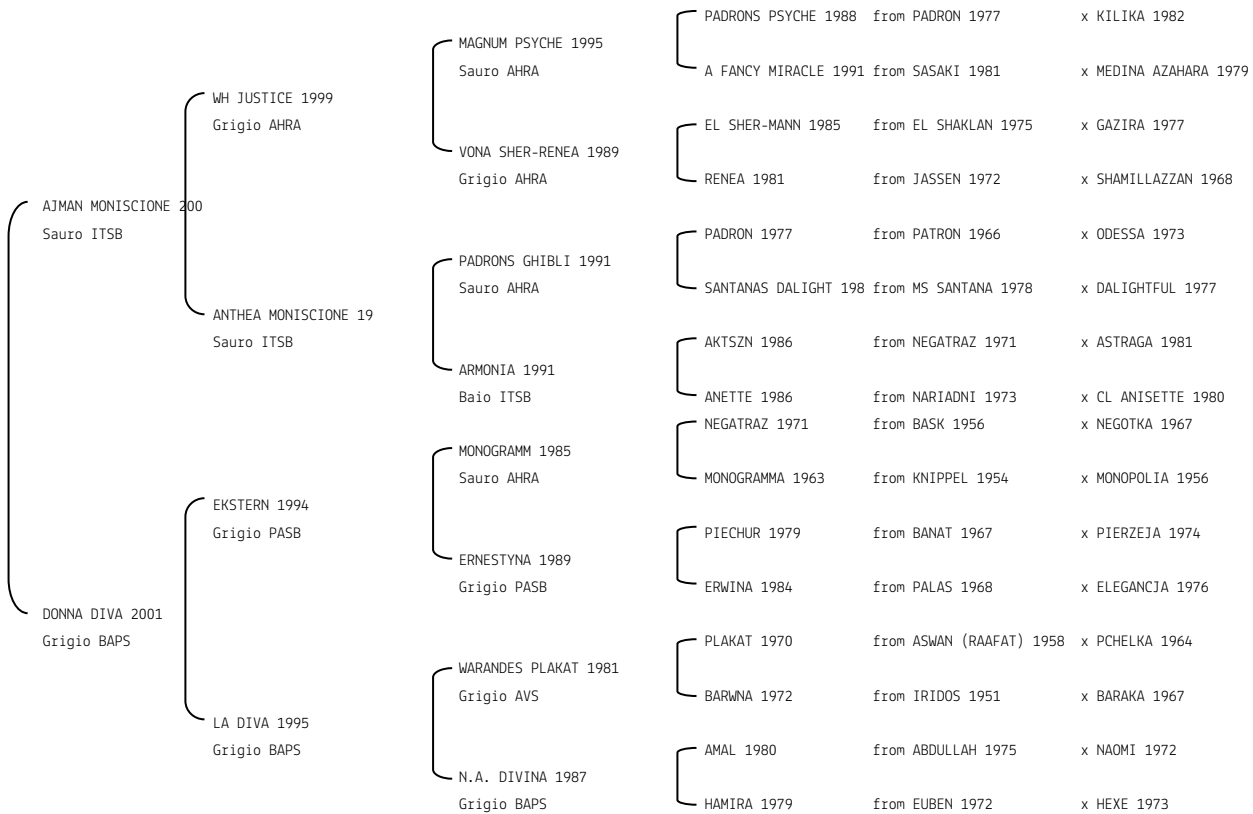 PADRONS PSYCHE 1988 from PADRON 1977 x KILIKA 1982
MAGNUM PSYCHE 1995
Sauro AHRA
A FANCY MIRACLE 1991 from SASAKI 1981 x MEDINA AZAHARA 1979
WH JUSTICE 1999
Grigio AHRA
EL SHER-MANN 1985 from EL SHAKLAN 1975 x GAZIRA 1977
VONA SHER-RENEA 1989
Grigio AHRA
RENEA 1981 from JASSEN 1972 x SHAMILLAZZAN 1968
AJMAN MONISCIONE 200
Sauro ITSB
PADRON 1977 from PATRON 1966 x ODESSA 1973
PADRONS GHIBLI 1991
Sauro AHRA
SANTANAS DALIGHT 198 from MS SANTANA 1978 x DALIGHTFUL 1977
ANTHEA MONISCIONE 19
Sauro ITSB
AKTSZN 1986 from NEGATRAZ 1971 x ASTRAGA 1981
ARMONIA 1991
Baio ITSB
ANETTE 1986 from NARIADNI 1973 x CL ANISETTE 1980
NEGATRAZ 1971 from BASK 1956 x NEGOTKA 1967
MONOGRAMM 1985
Sauro AHRA
MONOGRAMMA 1963 from KNIPPEL 1954 x MONOPOLIA 1956
EKSTERN 1994
Grigio PASB
PIECHUR 1979 from BANAT 1967 x PIERZEJA 1974
ERNESTYNA 1989
Grigio PASB
ERWINA 1984 from PALAS 1968 x ELEGANCJA 1976
DONNA DIVA 2001
Grigio BAPS
PLAKAT 1970 from ASWAN (RAAFAT) 1958 x PCHELKA 1964
WARANDES PLAKAT 1981
Grigio AVS
BARWNA 1972 from IRIDOS 1951 x BARAKA 1967
LA DIVA 1995
Grigio BAPS
AMAL 1980 from ABDULLAH 1975 x NAOMI 1972
N.A. DIVINA 1987
Grigio BAPS
HAMIRA 1979 from EUBEN 1972 x HEXE 1973